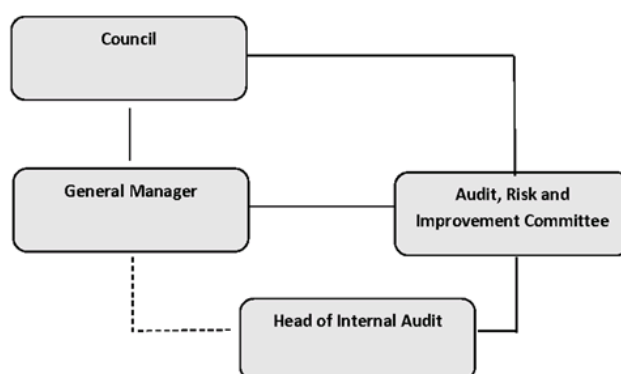 Council
General Manager
Audit, Risk and
Improvement Committee
Head of Internal Audit